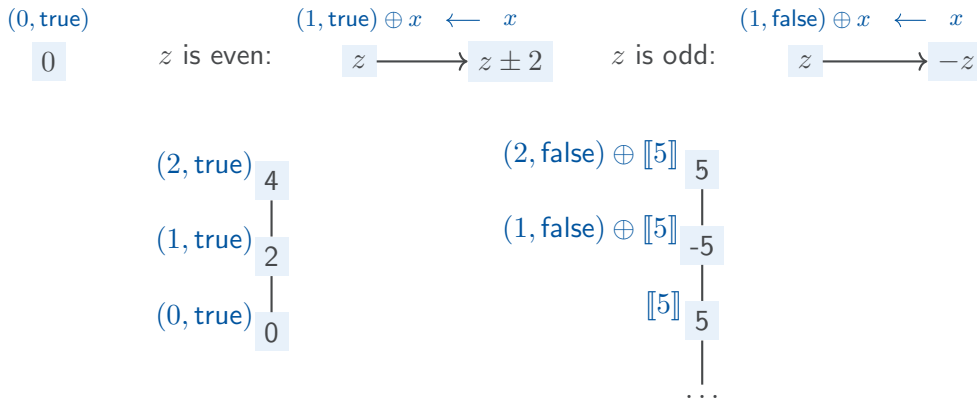 (0, true) (1, true) ⊕ x ⟵ x (1, false) ⊕ x ⟵ x
0 z is even: z z ± 2 z is odd: z −z
(2, true) 4 (2, false) ⊕ ⟦5⟧ 5
(1, true) 2 (1, false) ⊕ ⟦5⟧ -5
(0, true) 0 ⟦5⟧ 5
...